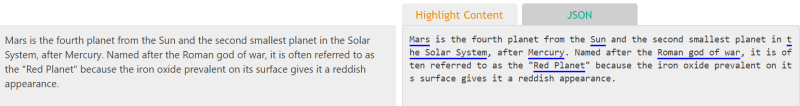 Highlight Content
JSON
Mars is the fourth planet from the Sun and the second smallest planet in the Solar
System, after Mercury. Named after the Roman god of war, it is often referred to as
the "Red Planet" because the iron oxide prevalent on its surface gives it a reddish
appearance.
Mars is the fourth planet from the Sun and the second smallest planet in t
he Solar System, after Mercury. Named after the Roman god of war, it is of
ten referred to as the "Red Planet" because the iron oxide prevalent on it
s surface gives it a reddish appearance.